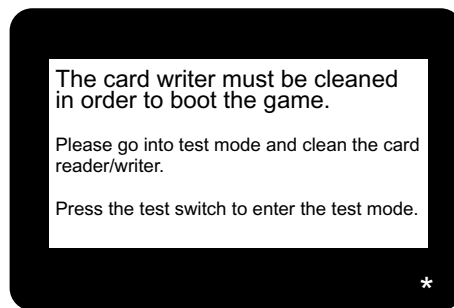 The card writer must be cleaned
in order to boot the game.
Please go into test mode and clean the card
reader/writer.
Press the test switch to enter the test mode.
*